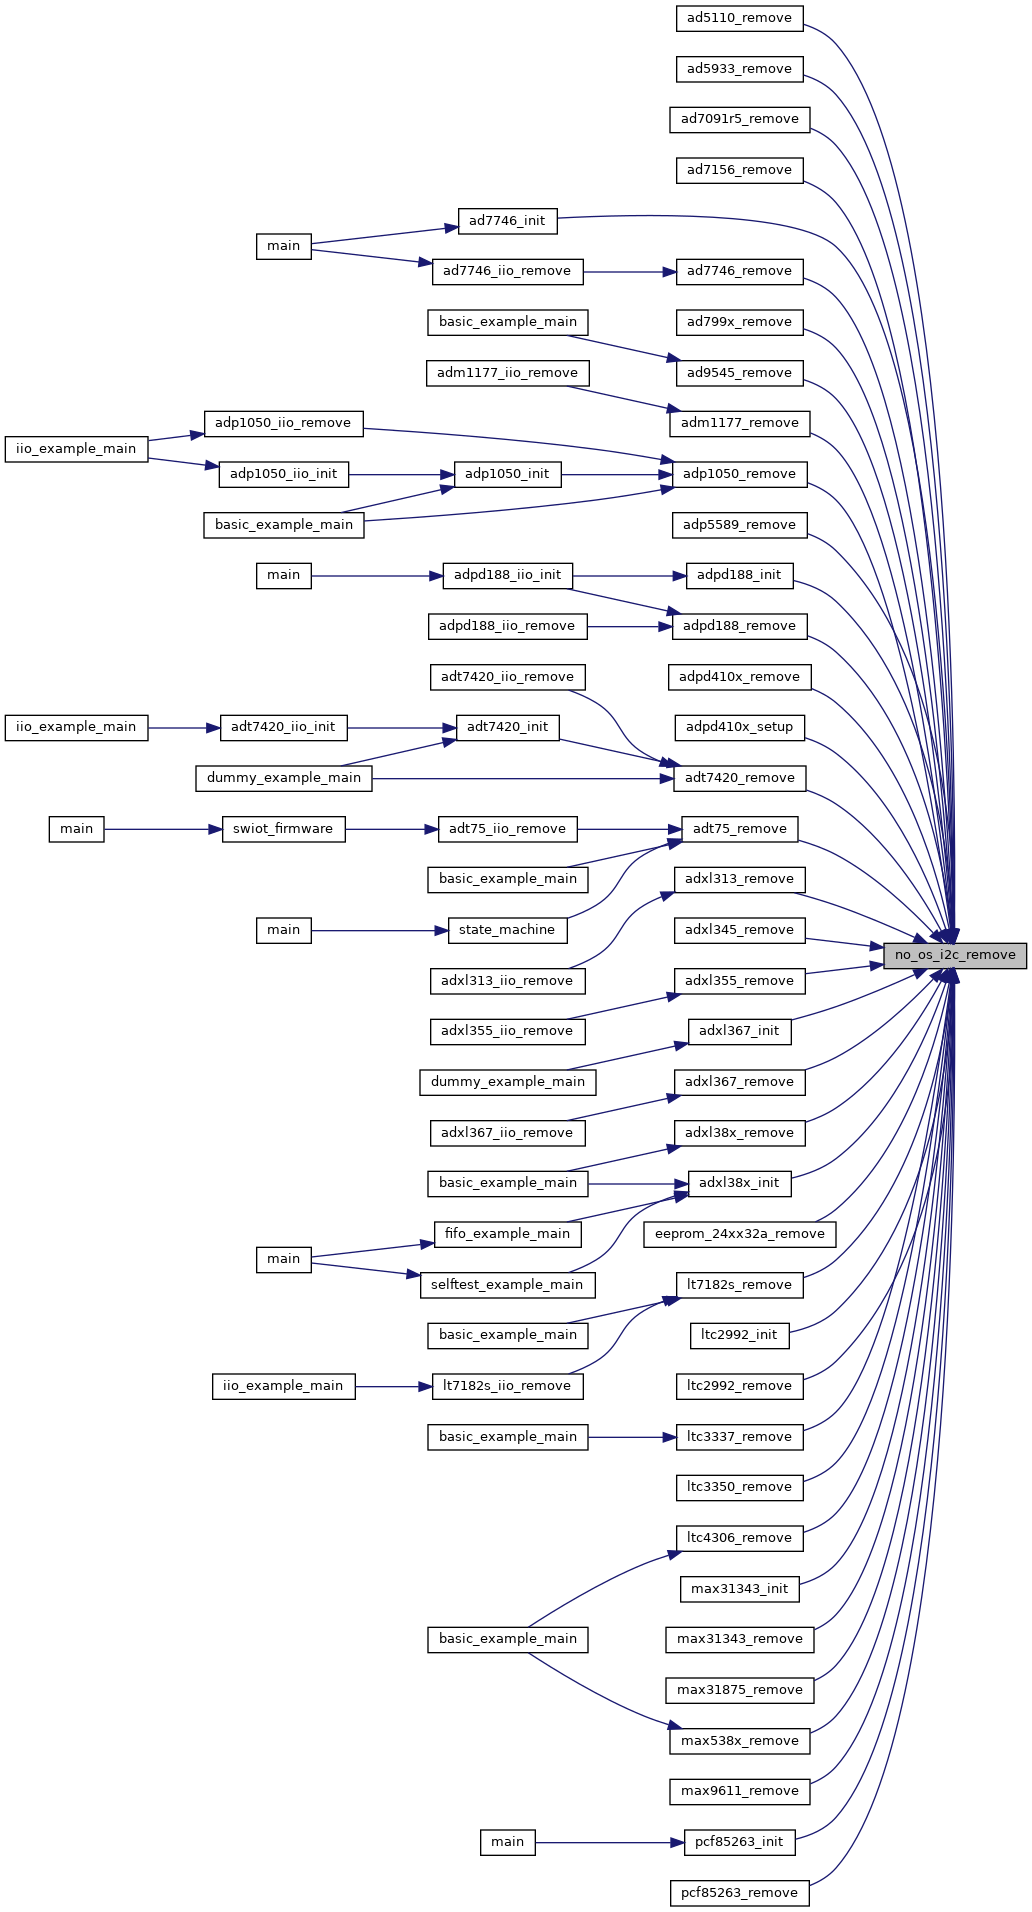 ad5110_remove
ad5933_remove
ad7091r5_remove
ad7156_remove
ad7746_init
main
ad7746_iio_remove
ad7746_remove
basic_example_main
ad799x_remove
adm1177_iio_remove
ad9545_remove
adp1050_iio_remove
adm1177_remove
iio_example_main
adp1050_iio_init
adp1050_init
adp1050_remove
basic_example_main
adp5589_remove
main
adpd188_iio_init
adpd188_init
adpd188_iio_remove
adpd188_remove
adt7420_iio_remove
adpd410x_remove
iio_example_main
adt7420_iio_init
adt7420_init
adpd410x_setup
dummy_example_main
adt7420_remove
main
swiot_firmware
adt75_iio_remove
adt75_remove
basic_example_main
adxl313_remove
main
state_machine
adxl345_remove
no_os_i2c_remove
adxl313_iio_remove
adxl355_remove
adxl355_iio_remove
adxl367_init
dummy_example_main
adxl367_remove
adxl367_iio_remove
adxl38x_remove
basic_example_main
adxl38x_init
fifo_example_main
eeprom_24xx32a_remove
main
selftest_example_main
lt7182s_remove
basic_example_main
ltc2992_init
iio_example_main
lt7182s_iio_remove
ltc2992_remove
basic_example_main
ltc3337_remove
ltc3350_remove
ltc4306_remove
max31343_init
basic_example_main
max31343_remove
max31875_remove
max538x_remove
max9611_remove
main
pcf85263_init
pcf85263_remove